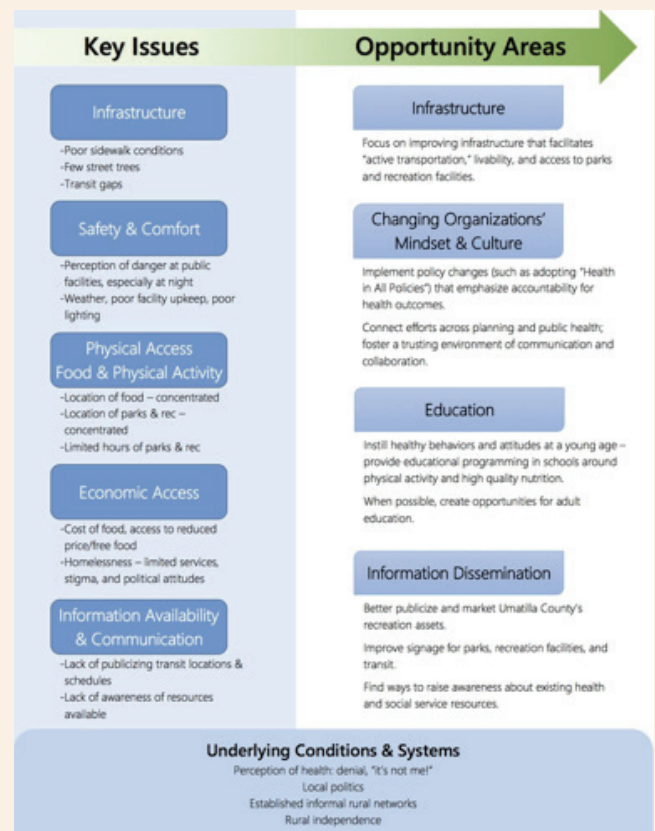 Key Issues
Opportunity Areas
Infrastructure
-Poor sidewalk conditions
-Few street trees
-Transit gaps
Safety & Comfort
-Perception of danger at public
facilities, especially at night
-Weather, poor facility upkeep, poor
lighting
Physical Access
Food & Physical Activity
-Location of food – concentrated
-Location of parks & rec –
concentrated
-Limited hours of parks & rec
Economic Access
-Cost of food, access to reduced
price/free food
-Homelessness – limited services,
stigma, and political attitudes
Information Availability
& Communication
-Lack of publicizing transit locations &
schedules
-Lack of awareness of resources
available
Infrastructure
Focus on improving infrastructure that facilitates
"active transportation," livability, and access to parks
and recreation facilities.
Changing Organizations'
Mindset & Culture
Implement policy changes (such as adopting "Health
in All Policies") that emphasize accountability for
health outcomes.
Connect efforts across planning and public health;
foster a trusting environment of communication and
collaboration.
Education
Instill healthy behaviors and attitudes at a young age –
provide educational programming in schools around
physical activity and high quality nutrition.
When possible, create opportunities for adult
education.
Information Dissemination
Better publicize and market Umatilla County's
recreation assets.
Improve signage for parks, recreation facilities, and
transit.
Find ways to raise awareness about existing health
and social service resources.
Underlying Conditions & Systems
Perception of health: denial, "it's not me!"
Local politics
Established informal rural networks
Rural independence